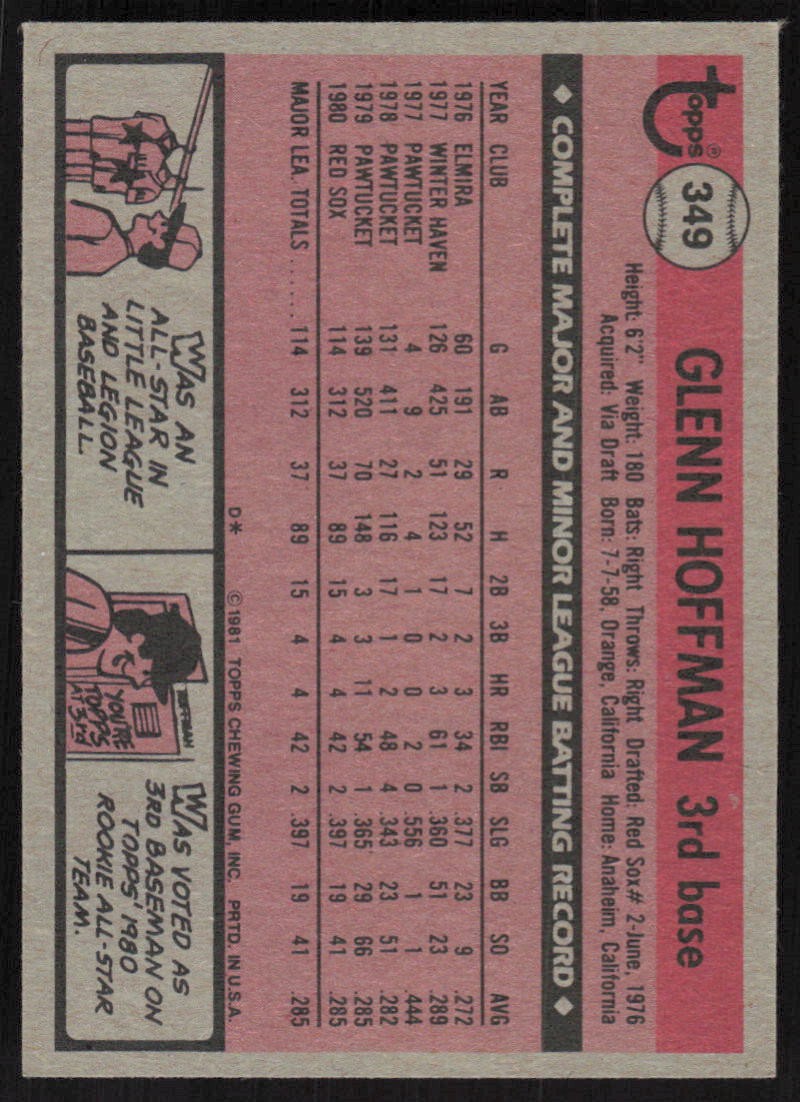 topps®
349
GLENN HOFFMAN 3rd base
Height: 6'2" Weight: 180 Bats: Right Throws: Right Drafted: Red Sox# 2-June, 1976
Acquired: Via Draft Born: 7-7-58, Orange, California Home: Anaheim, California
◆ COMPLETE MAJOR AND MINOR LEAGUE BATTING RECORD ◆
YEAR CLUB G AB R H 2B 3B HR RBI SB SLG BB SO AVG
1976 ELMIRA 60 191 29 52 7 2 3 34 2 .377 23 9 .272
1977 WINTER HAVEN 126 425 51 123 17 2 3 61 1 .360 51 23 .289
1977 PAWTUCKET 4 9 2 4 1 0 0 2 0 .556 1 1 .444
1978 PAWTUCKET 131 411 27 116 17 1 2 48 4 .343 23 51 .282
1979 PAWTUCKET 139 520 70 148 3 3 11 54 1 .365 29 66 .285
1980 RED SOX 114 312 37 89 15 4 4 42 2 .397 19 41 .285
MAJOR LEA. TOTALS ...... 114 312 37 89 15 4 4 42 2 .397 19 41 .285
D* © 1981 TOPPS CHEWING GUM, INC. PRTD. IN U.S.A.
WAS AN
ALL-STAR IN
LITTLE LEAGUE
AND LEGION
BASEBALL.
HOFFMAN
YOU'RE
TOPPS
AT 3rd
WAS VOTED AS
3RD BASEMAN ON
TOPPS' 1980
ROOKIE ALL-STAR
TEAM.